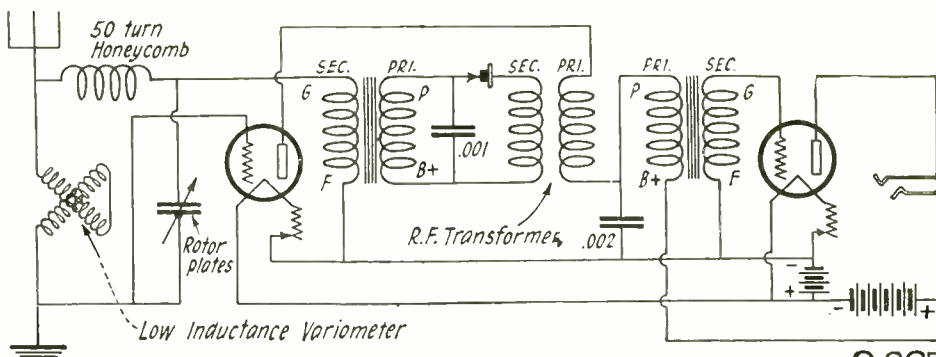 50 turn
Honeycomb
SEC. PRI. SEC. PRI. PRI. SEC.
G P P G
.001
F B+ B+ F
Rotor
plates
R.F. Transformer
.002
-
+
- +
Low Inductance Variometer